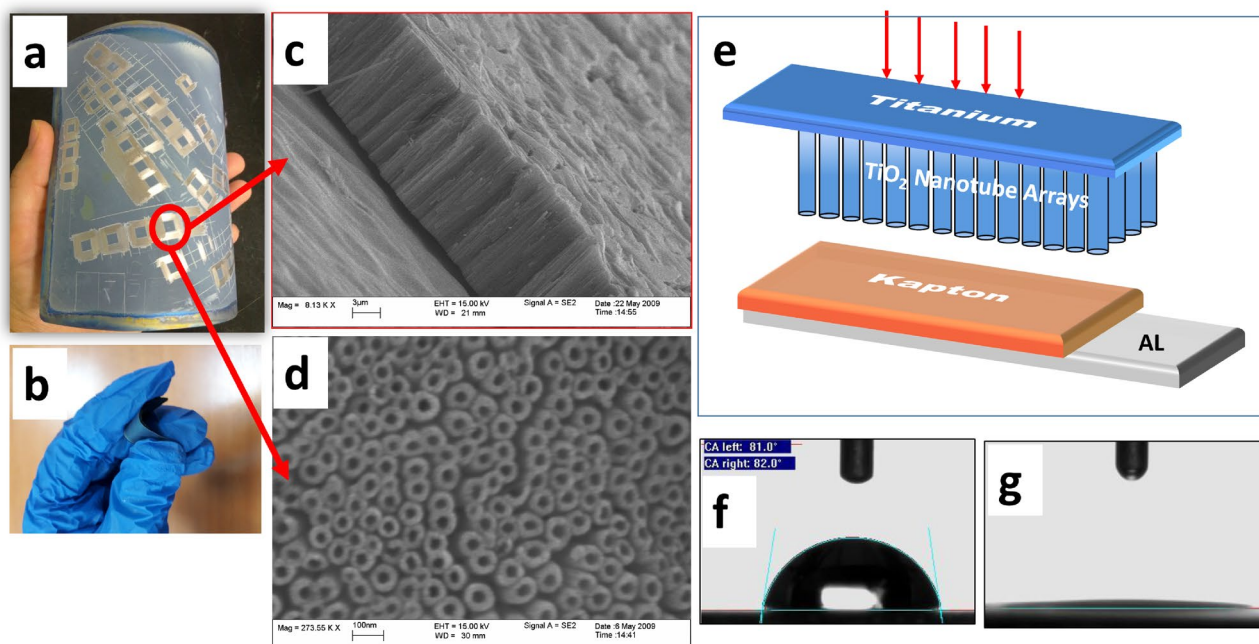 a
b
c
Mag = 8.13 K X
3µm
EHT = 15.00 kV
WD = 21 mm
Signal A = SE2
Date :22 May 2009
Time :14:55
d
Mag = 273.55 K X
100nm
EHT = 15.00 kV
WD = 30 mm
Signal A = SE2
Date :6 May 2009
Time :14:41
e
Titanium
TiO₂ Nanotube Arrays
Kapton
AL
CA left: 81.0°
CA right: 82.0°
f
g